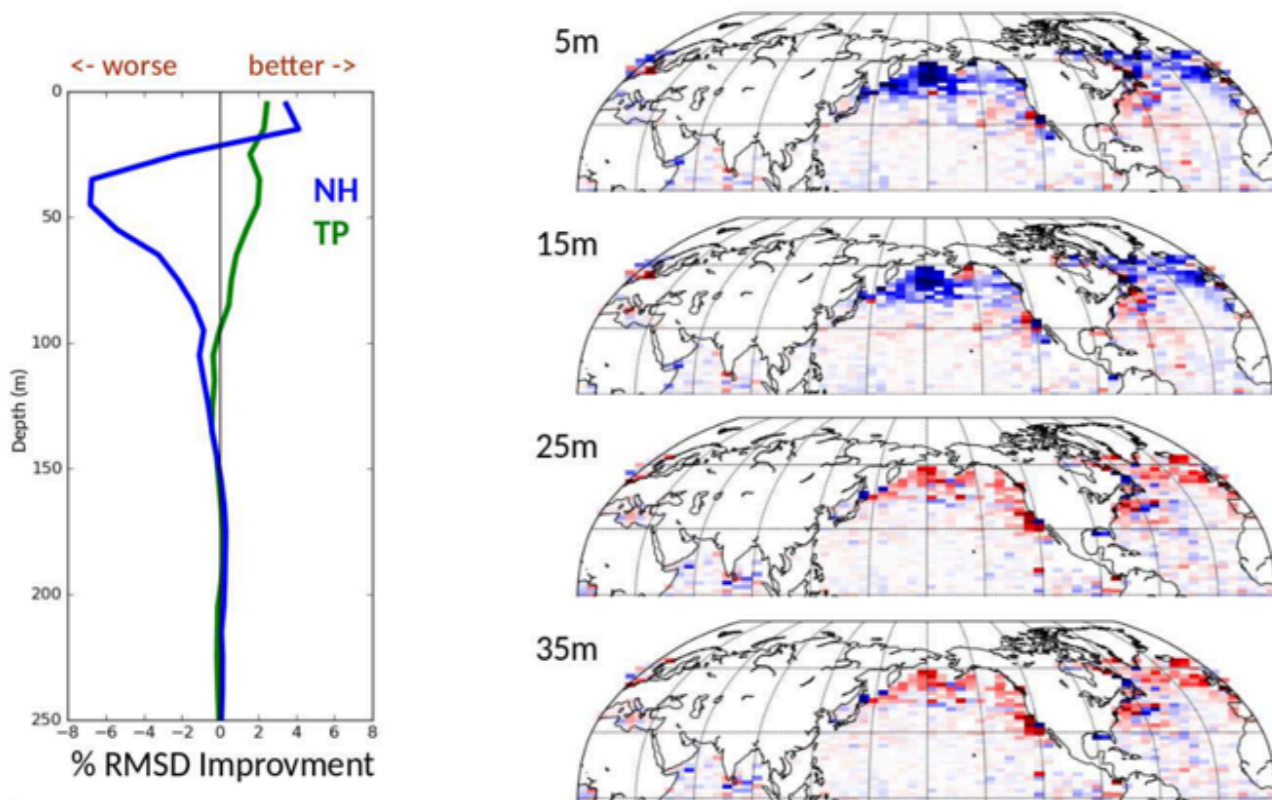 <- worse better ->
0
50
100
150
200
250
Depth (m)
NH
TP
−8 −6 −4 −2 0 2 4 6 8
% RMSD Improvment
5m
15m
25m
35m